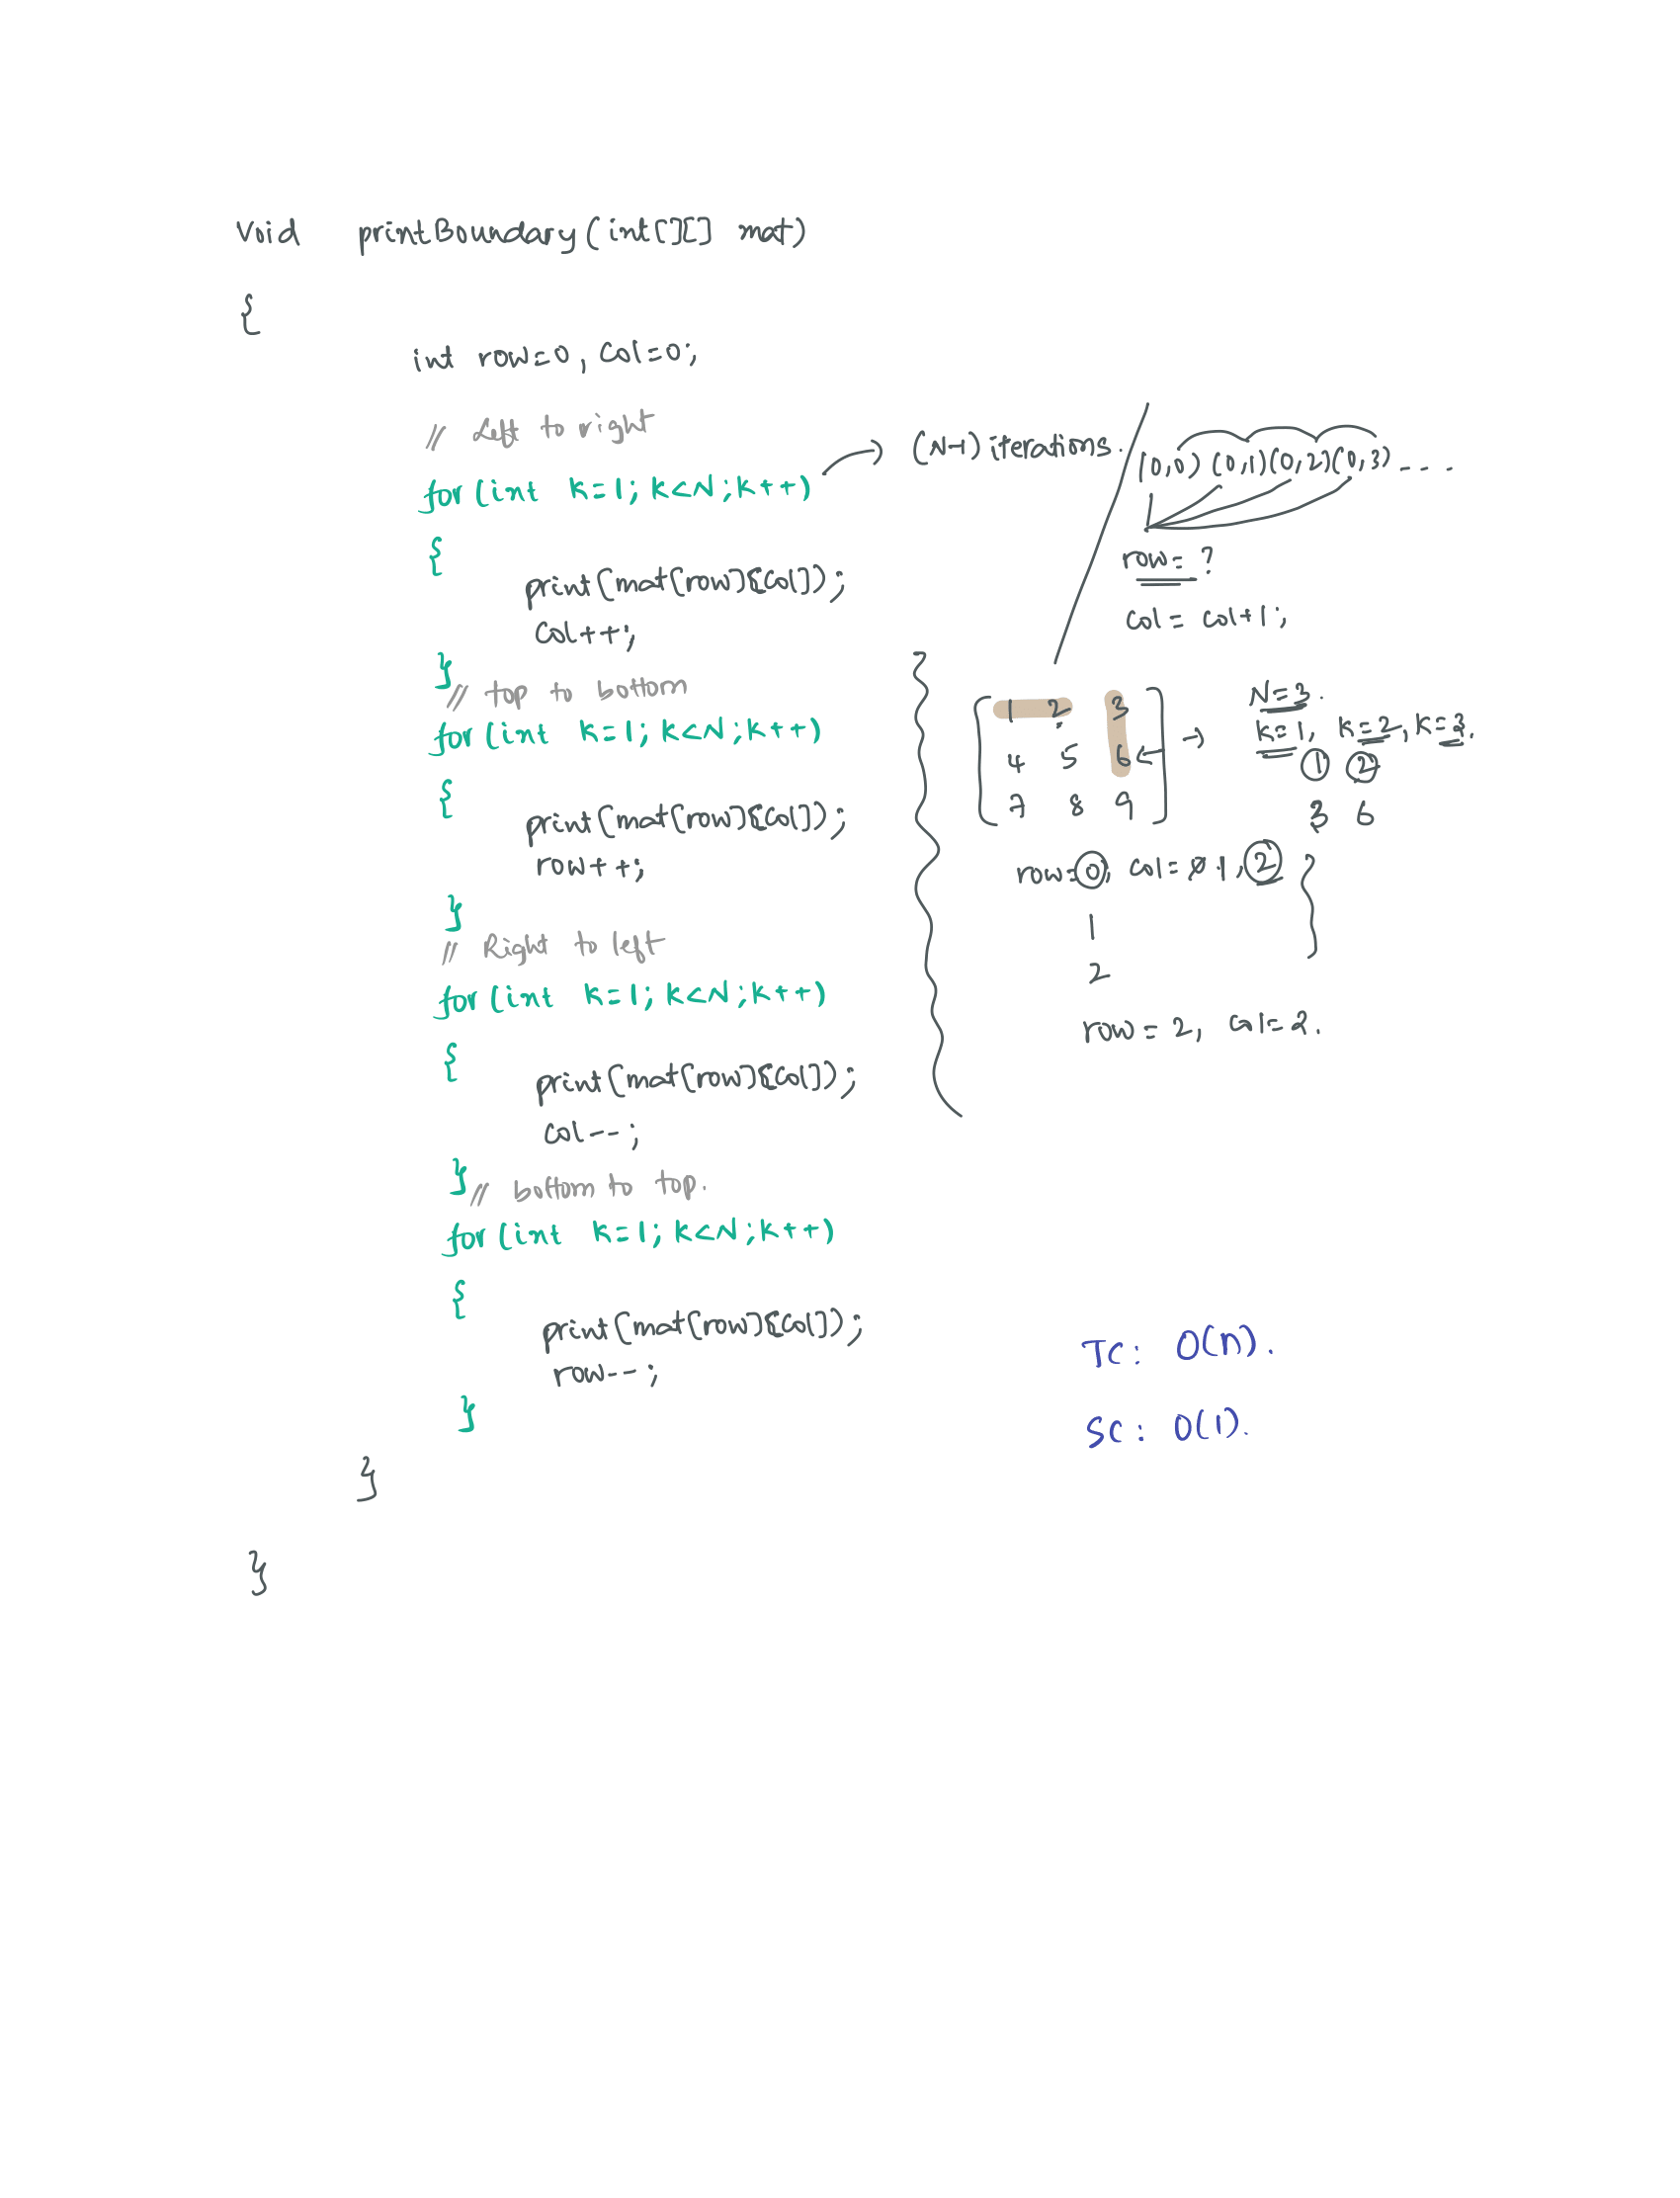 Void printBoundary(int[][] mat)
{
int row=0, col=0;
// Left to right
for(int k=1; k<N; k++)
{
print(mat[row][col]);
col++;
}
// top to bottom
for(int k=1; k<N; k++)
{
print(mat[row][col]);
row++;
}
// Right to left
for(int k=1; k<N; k++)
{
print(mat[row][col]);
col--;
}
// bottom to top.
for(int k=1; k<N; k++)
{
print(mat[row][col]);
row--;
}
}
}
(N-1) iterations.
(0,0) (0,1)(0,2)(0,3)----
row= ?
col= col+1;
1 2 3
4 5 6
7 8 9
N=3.
k=1, k=2, k=3.
1 2
3 6
row=0, col=0 1, 2
1
2
row=2, col=2.
TC: O(n).
SC: O(1).